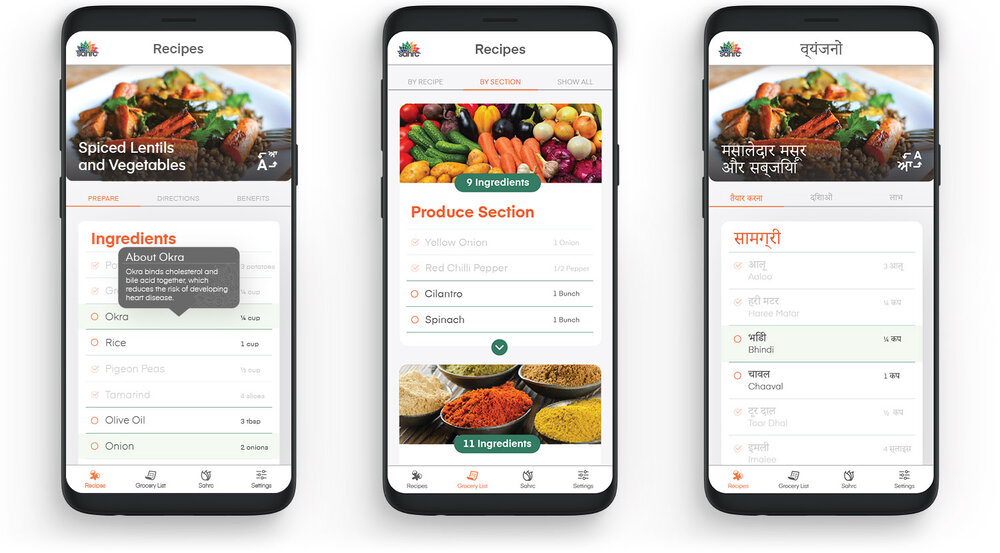 sahrc
Recipes
Spiced Lentils
and Vegetables
A
आ
PREPARE DIRECTIONS BENEFITS
Ingredients
About Okra
Okra binds cholesterol and
bile acid together, which
reduces the risk of developing
heart disease.
3 potatoes
¼ cup
Okra ¼ cup
Rice 1 cup
Pigeon Peas ½ cup
Tamarind 4 slices
Olive Oil 3 tbsp
Onion 2 onions
Recipes Grocery List Sahrc Settings
sahrc
Recipes
BY RECIPE BY SECTION SHOW ALL
9 Ingredients
Produce Section
Yellow Onion 1 Onion
Red Chilli Pepper 1/2 Pepper
Cilantro 1 Bunch
Spinach 1 Bunch
11 Ingredients
Recipes Grocery List Sahrc Settings
sahrc
व्यंजनों
मसालेदार मसूर
और सब्जियां
A
ਆ
तैयार करना दिशाओं लाभ
सामग्री
आलू 3 आलू
Aaloo
हरी मटर ¼ कप
Haree Matar
भिंडी ¼ कप
Bhindi
चावल 1 कप
Chaaval
टूर दाल ½ कप
Toor Dhal
इमली 4 स्लाइस
Imalee
Recipes Grocery List Sahrc Settings